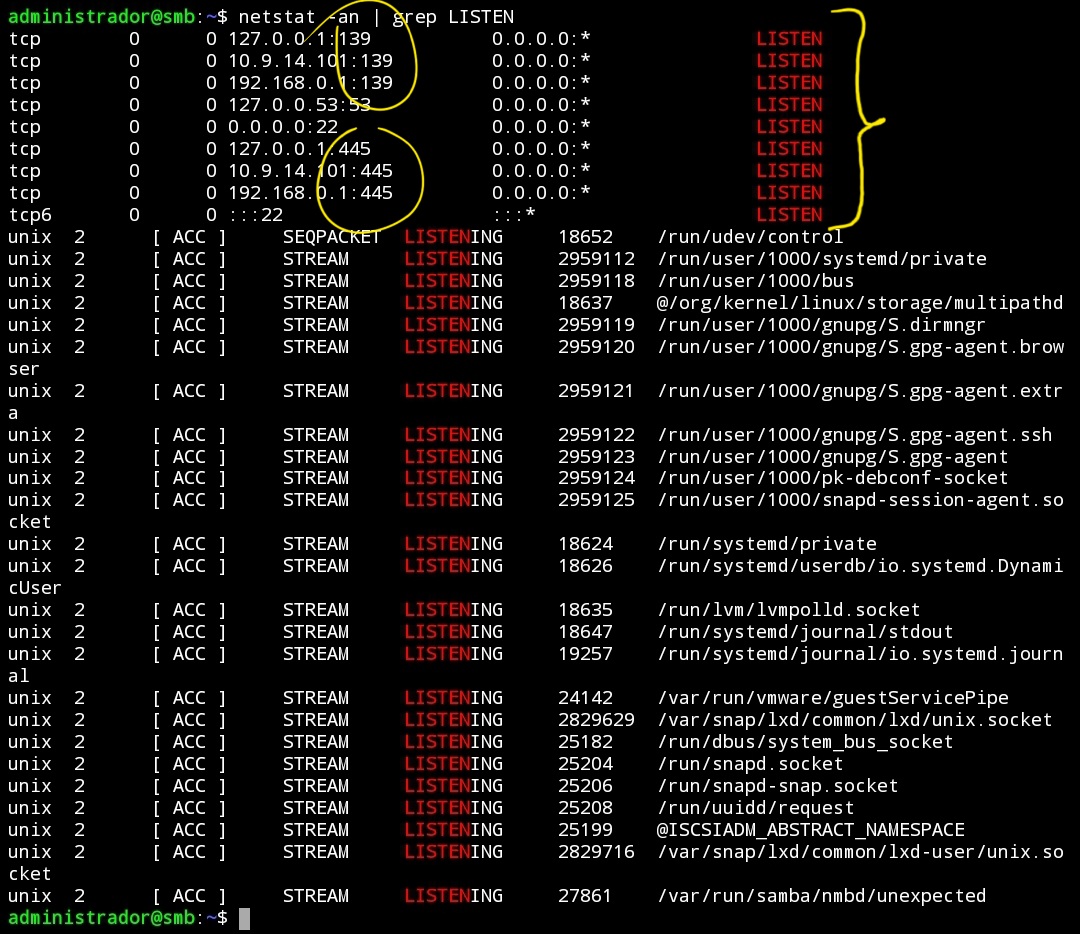 administrador@smb:~$ netstat -an | grep LISTEN
tcp        0      0 127.0.0.1:139           0.0.0.0:*               LISTEN
tcp        0      0 10.9.14.101:139         0.0.0.0:*               LISTEN
tcp        0      0 192.168.0.1:139         0.0.0.0:*               LISTEN
tcp        0      0 127.0.0.53:53           0.0.0.0:*               LISTEN
tcp        0      0 0.0.0.0:22              0.0.0.0:*               LISTEN
tcp        0      0 127.0.0.1:445           0.0.0.0:*               LISTEN
tcp        0      0 10.9.14.101:445         0.0.0.0:*               LISTEN
tcp        0      0 192.168.0.1:445         0.0.0.0:*               LISTEN
tcp6       0      0 :::22                   :::*                    LISTEN
unix  2      [ ACC ]     SEQPACKET  LISTENING     18652    /run/udev/control
unix  2      [ ACC ]     STREAM     LISTENING     2959112  /run/user/1000/systemd/private
unix  2      [ ACC ]     STREAM     LISTENING     2959118  /run/user/1000/bus
unix  2      [ ACC ]     STREAM     LISTENING     18637    @/org/kernel/linux/storage/multipathd
unix  2      [ ACC ]     STREAM     LISTENING     2959119  /run/user/1000/gnupg/S.dirmngr
unix  2      [ ACC ]     STREAM     LISTENING     2959120  /run/user/1000/gnupg/S.gpg-agent.brow
ser
unix  2      [ ACC ]     STREAM     LISTENING     2959121  /run/user/1000/gnupg/S.gpg-agent.extr
a
unix  2      [ ACC ]     STREAM     LISTENING     2959122  /run/user/1000/gnupg/S.gpg-agent.ssh
unix  2      [ ACC ]     STREAM     LISTENING     2959123  /run/user/1000/gnupg/S.gpg-agent
unix  2      [ ACC ]     STREAM     LISTENING     2959124  /run/user/1000/pk-debconf-socket
unix  2      [ ACC ]     STREAM     LISTENING     2959125  /run/user/1000/snapd-session-agent.so
cket
unix  2      [ ACC ]     STREAM     LISTENING     18624    /run/systemd/private
unix  2      [ ACC ]     STREAM     LISTENING     18626    /run/systemd/userdb/io.systemd.Dynami
cUser
unix  2      [ ACC ]     STREAM     LISTENING     18635    /run/lvm/lvmpolld.socket
unix  2      [ ACC ]     STREAM     LISTENING     18647    /run/systemd/journal/stdout
unix  2      [ ACC ]     STREAM     LISTENING     19257    /run/systemd/journal/io.systemd.journ
al
unix  2      [ ACC ]     STREAM     LISTENING     24142    /var/run/vmware/guestServicePipe
unix  2      [ ACC ]     STREAM     LISTENING     2829629  /var/snap/lxd/common/lxd/unix.socket
unix  2      [ ACC ]     STREAM     LISTENING     25182    /run/dbus/system_bus_socket
unix  2      [ ACC ]     STREAM     LISTENING     25204    /run/snapd.socket
unix  2      [ ACC ]     STREAM     LISTENING     25206    /run/snapd-snap.socket
unix  2      [ ACC ]     STREAM     LISTENING     25208    /run/uuidd/request
unix  2      [ ACC ]     STREAM     LISTENING     25199    @ISCSIADM_ABSTRACT_NAMESPACE
unix  2      [ ACC ]     STREAM     LISTENING     2829716  /var/snap/lxd/common/lxd-user/unix.so
cket
unix  2      [ ACC ]     STREAM     LISTENING     27861    /var/run/samba/nmbd/unexpected
administrador@smb:~$